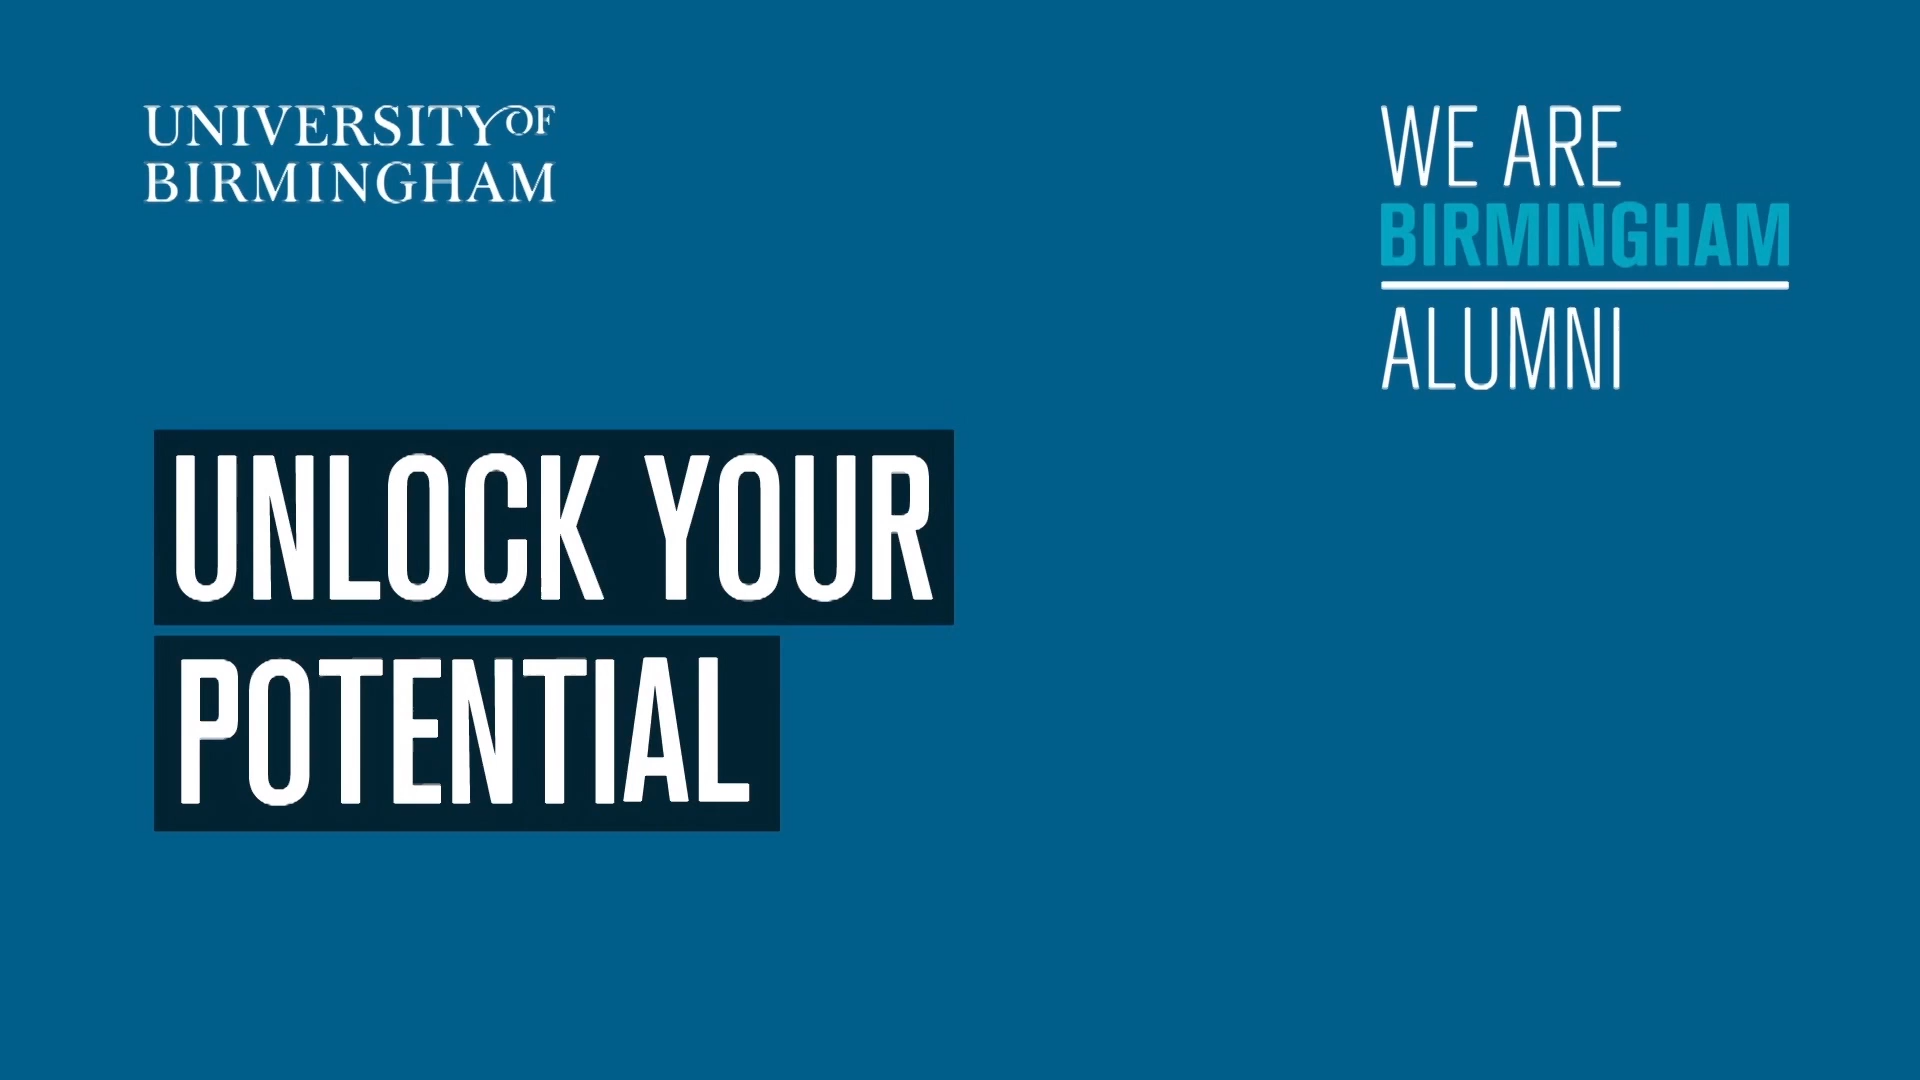 UNIVERSITY OF
BIRMINGHAM
WE ARE
BIRMINGHAM
ALUMNI
UNLOCK YOUR
POTENTIAL